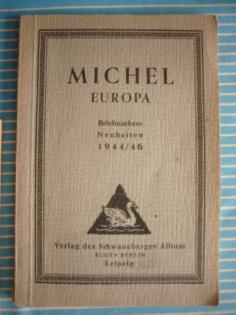 MICHEL
EUROPA
Briefmarken-
Neuheiten
1944/46
Verlag des Schwaneberger Album
EUGEN BERLIN
Leipzig